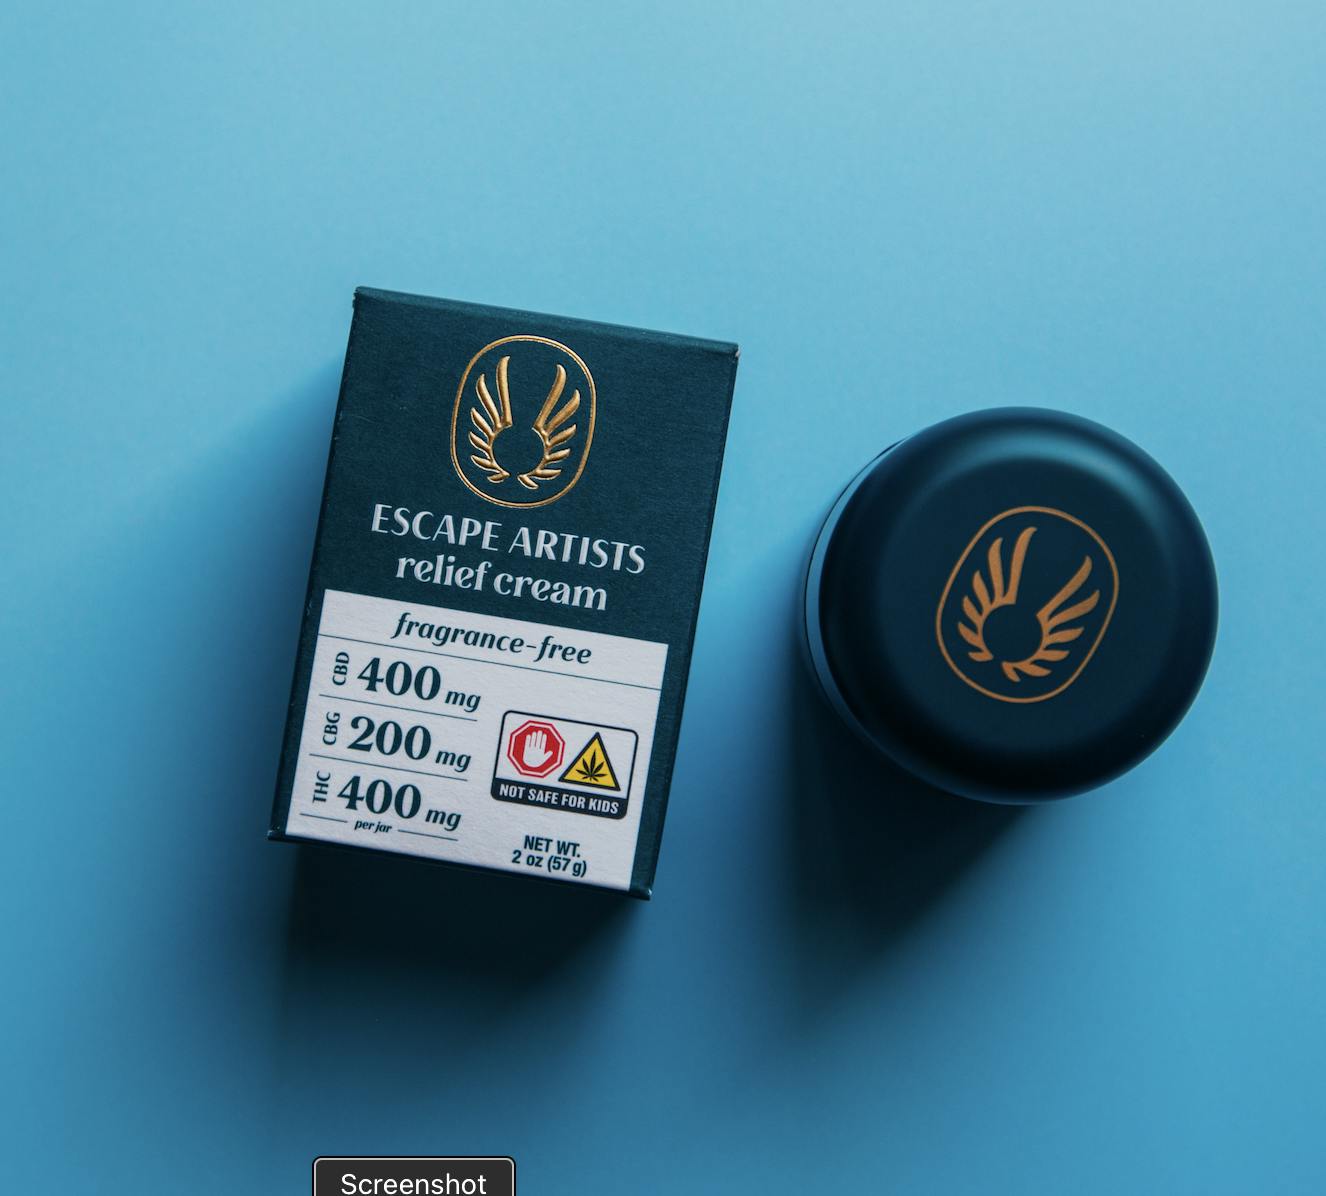 ESCAPE ARTISTS
relief cream
fragrance-free
CBD 400 mg
CBG 200 mg
THC 400 mg
per jar
NOT SAFE FOR KIDS
NET WT.
2 oz (57 g)
Screenshot